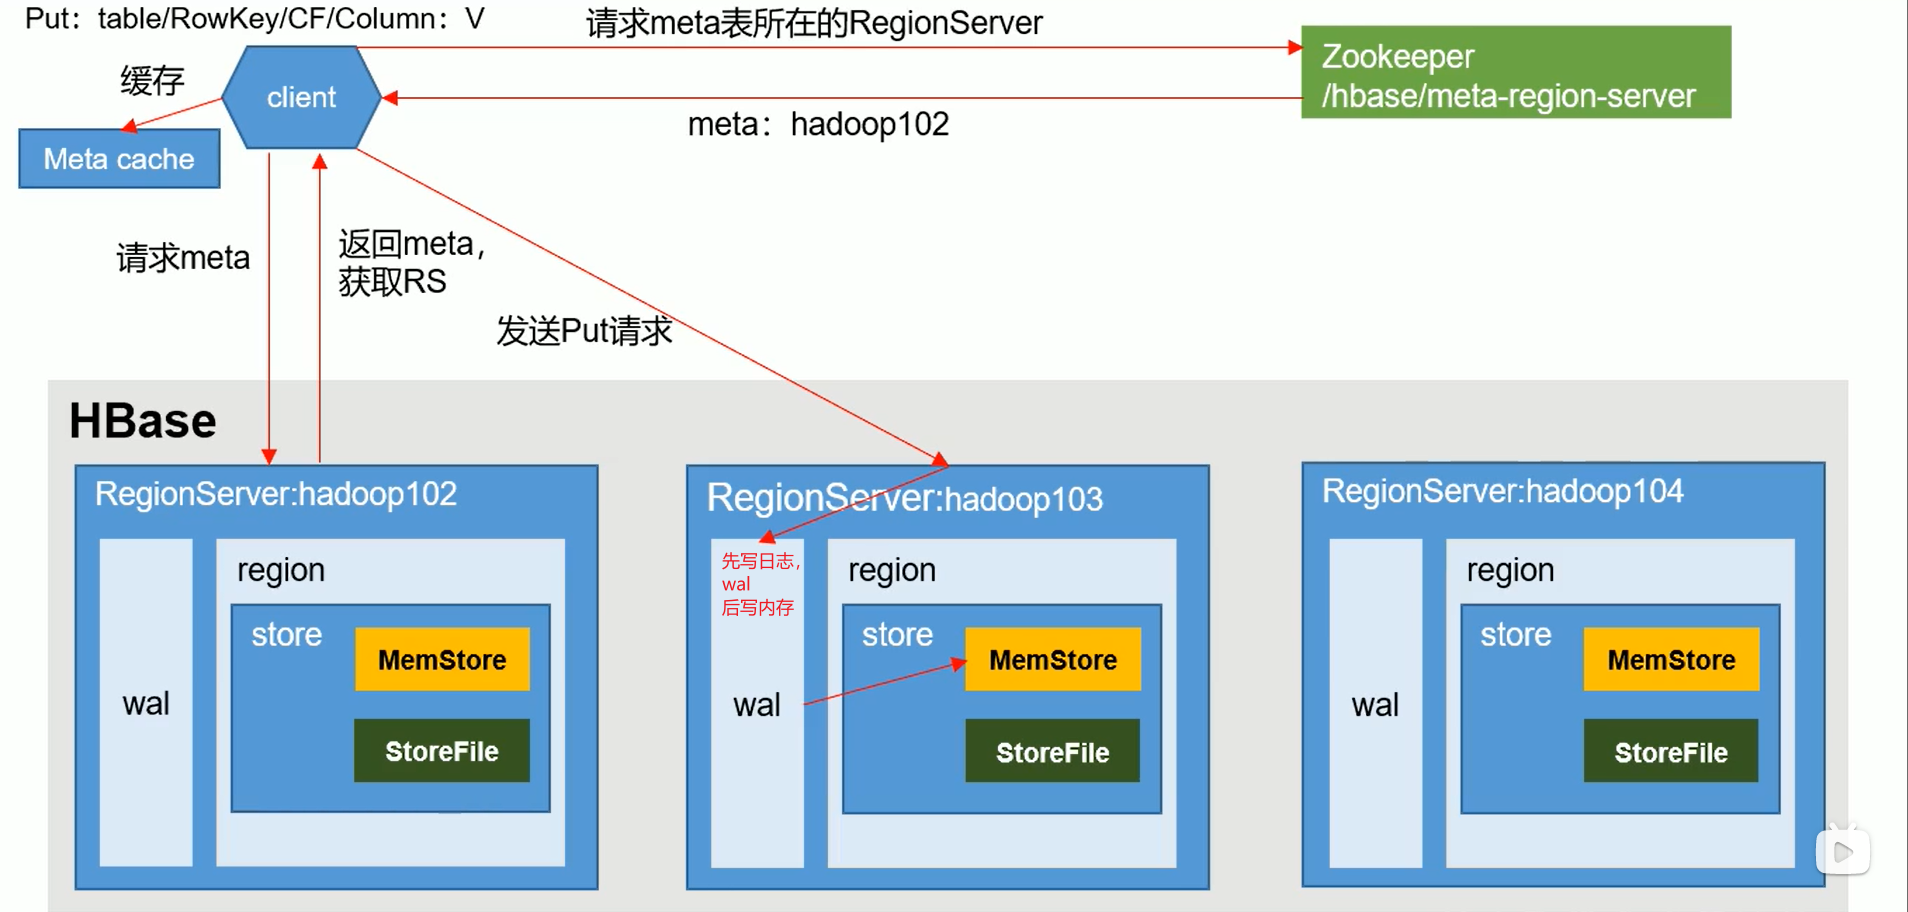 Put：table/RowKey/CF/Column：V
请求meta表所在的RegionServer
Zookeeper
/hbase/meta-region-server
缓存
client
meta：hadoop102
Meta cache
请求meta
返回meta，
获取RS
发送Put请求
HBase
RegionServer:hadoop102
wal
region
store
MemStore
StoreFile
RegionServer:hadoop103
先写日志，
wal
后写内存
wal
region
store
MemStore
StoreFile
RegionServer:hadoop104
wal
region
store
MemStore
StoreFile